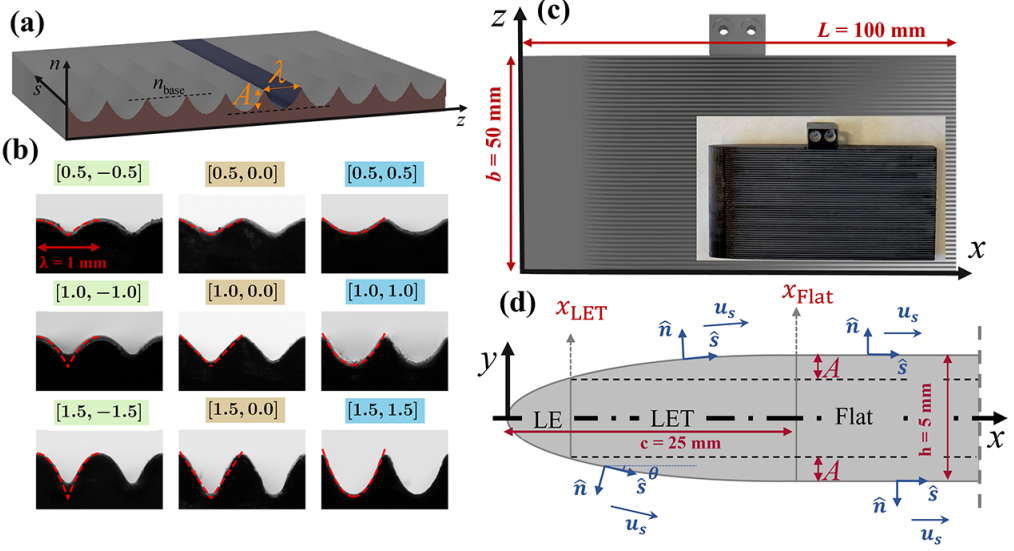 (a)
n
s
n_base
A
λ
z
(b)
[0.5, −0.5]
[0.5, 0.0]
[0.5, 0.5]
λ = 1 mm
[1.0, −1.0]
[1.0, 0.0]
[1.0, 1.0]
[1.5, −1.5]
[1.5, 0.0]
[1.5, 1.5]
(c)
z
L = 100 mm
b = 50 mm
x
(d)
x_LET
x_Flat
u_s
n̂
ŝ
n̂
u_s
ŝ
y
A
LE
LET
Flat
x
c = 25 mm
h = 5 mm
A
θ
n̂
ŝ
u_s
n̂
ŝ
u_s